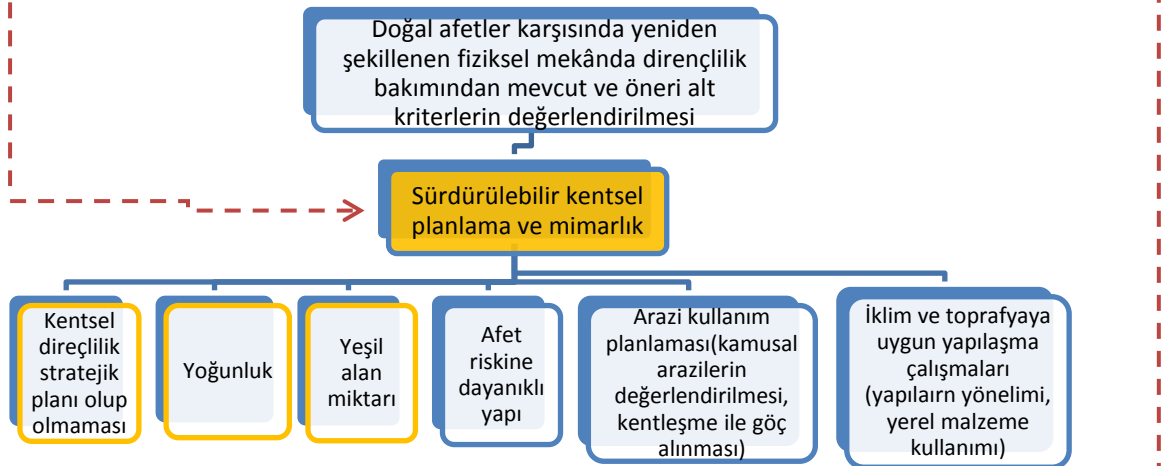 Doğal afetler karşısında yeniden
şekillenen fiziksel mekânda dirençlilik
bakımından mevcut ve öneri alt
kriterlerin değerlendirilmesi
Sürdürülebilir kentsel
planlama ve mimarlık
Kentsel
direçlilik
stratejik
planı olup
olmaması
Yoğunluk
Yeşil
alan
miktarı
Afet
riskine
dayanıklı
yapı
Arazi kullanım
planlaması(kamusal
arazilerin
değerlendirilmesi,
kentleşme ile göç
alınması)
İklim ve toprafyaya
uygun yapılaşma
çalışmaları
(yapılaırn yönelimi,
yerel malzeme
kullanımı)